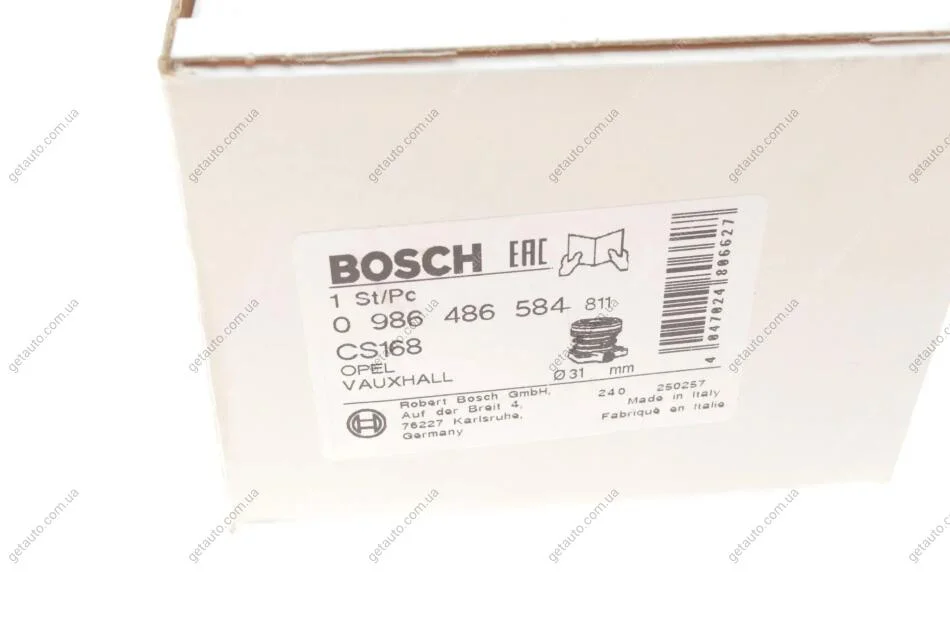 BOSCH EAC
1 St/Pc
0 986 486 584 811
CS168
OPEL
VAUXHALL
Ø 31 mm
4 047024 806627
Robert Bosch GmbH,
Auf der Breit 4,
76227 Karlsruhe,
Germany
240 250257
Made in Italy
Fabriqué en Italie
getauto.com.ua